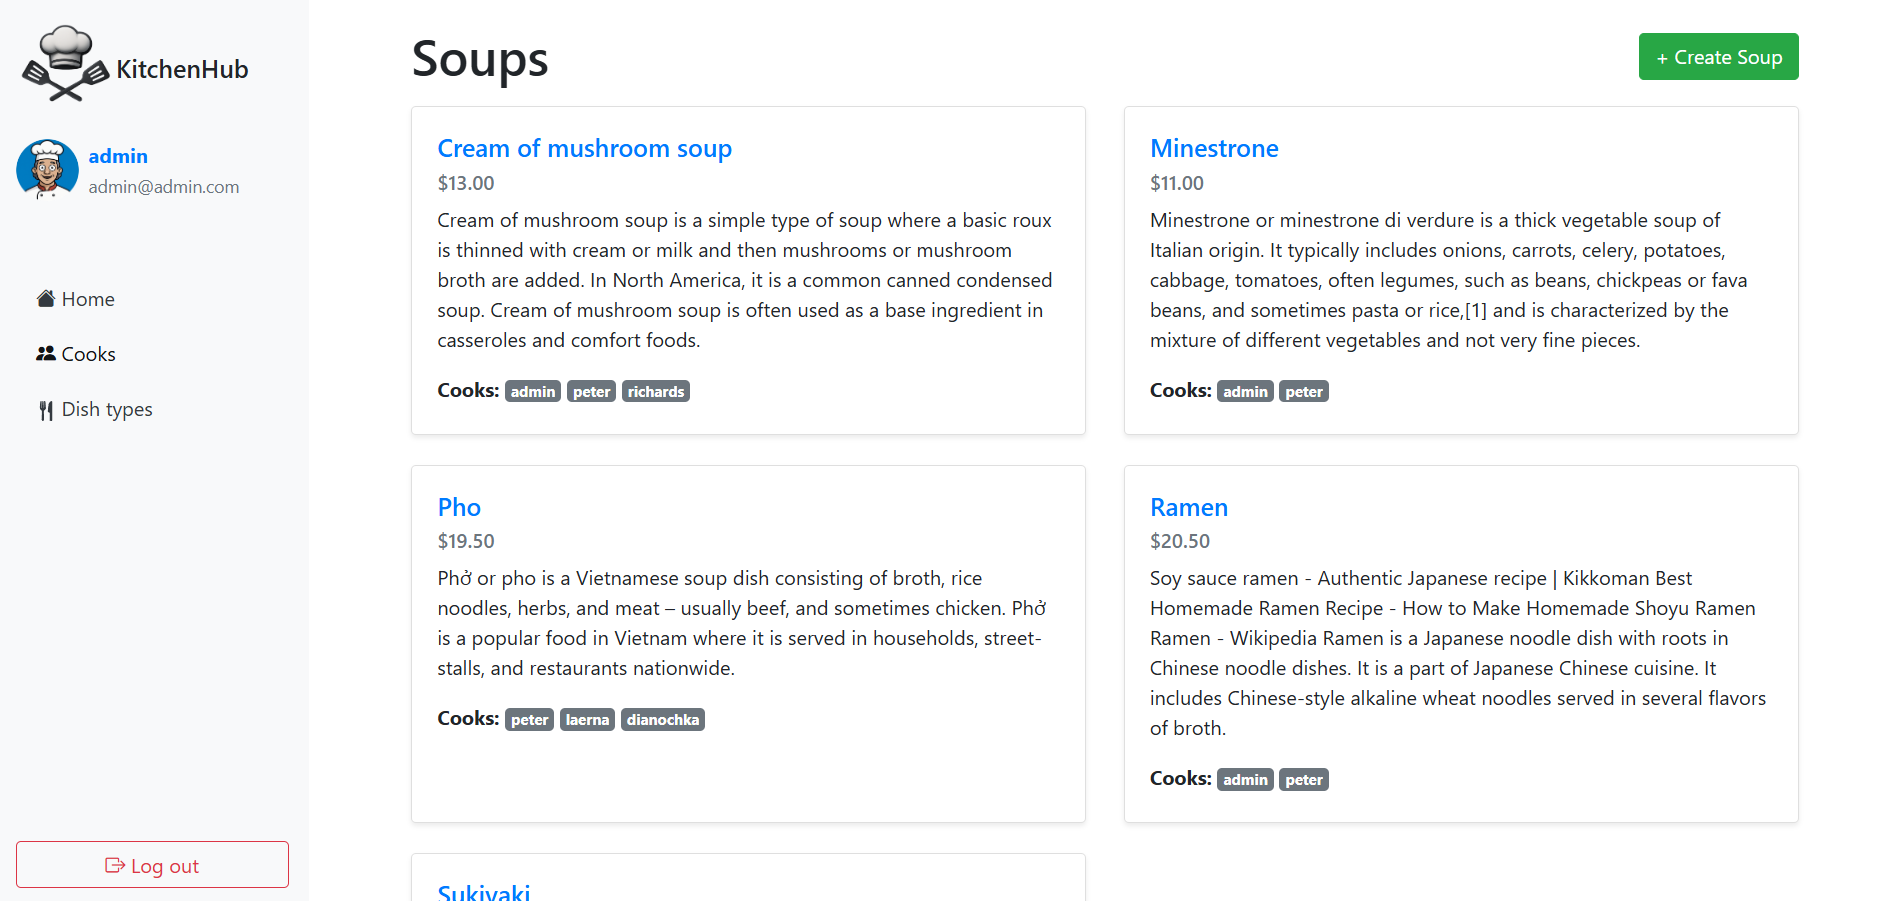 KitchenHub
admin
admin@admin.com
Home
Cooks
Dish types
Log out
Soups
+ Create Soup
Cream of mushroom soup
$13.00
Cream of mushroom soup is a simple type of soup where a basic roux
is thinned with cream or milk and then mushrooms or mushroom
broth are added. In North America, it is a common canned condensed
soup. Cream of mushroom soup is often used as a base ingredient in
casseroles and comfort foods.
Cooks: admin peter richards
Minestrone
$11.00
Minestrone or minestrone di verdure is a thick vegetable soup of
Italian origin. It typically includes onions, carrots, celery, potatoes,
cabbage, tomatoes, often legumes, such as beans, chickpeas or fava
beans, and sometimes pasta or rice,[1] and is characterized by the
mixture of different vegetables and not very fine pieces.
Cooks: admin peter
Pho
$19.50
Phở or pho is a Vietnamese soup dish consisting of broth, rice
noodles, herbs, and meat – usually beef, and sometimes chicken. Phở
is a popular food in Vietnam where it is served in households, street-
stalls, and restaurants nationwide.
Cooks: peter laerna dianochka
Ramen
$20.50
Soy sauce ramen - Authentic Japanese recipe | Kikkoman Best
Homemade Ramen Recipe - How to Make Homemade Shoyu Ramen
Ramen - Wikipedia Ramen is a Japanese noodle dish with roots in
Chinese noodle dishes. It is a part of Japanese Chinese cuisine. It
includes Chinese-style alkaline wheat noodles served in several flavors
of broth.
Cooks: admin peter
Sukiyaki